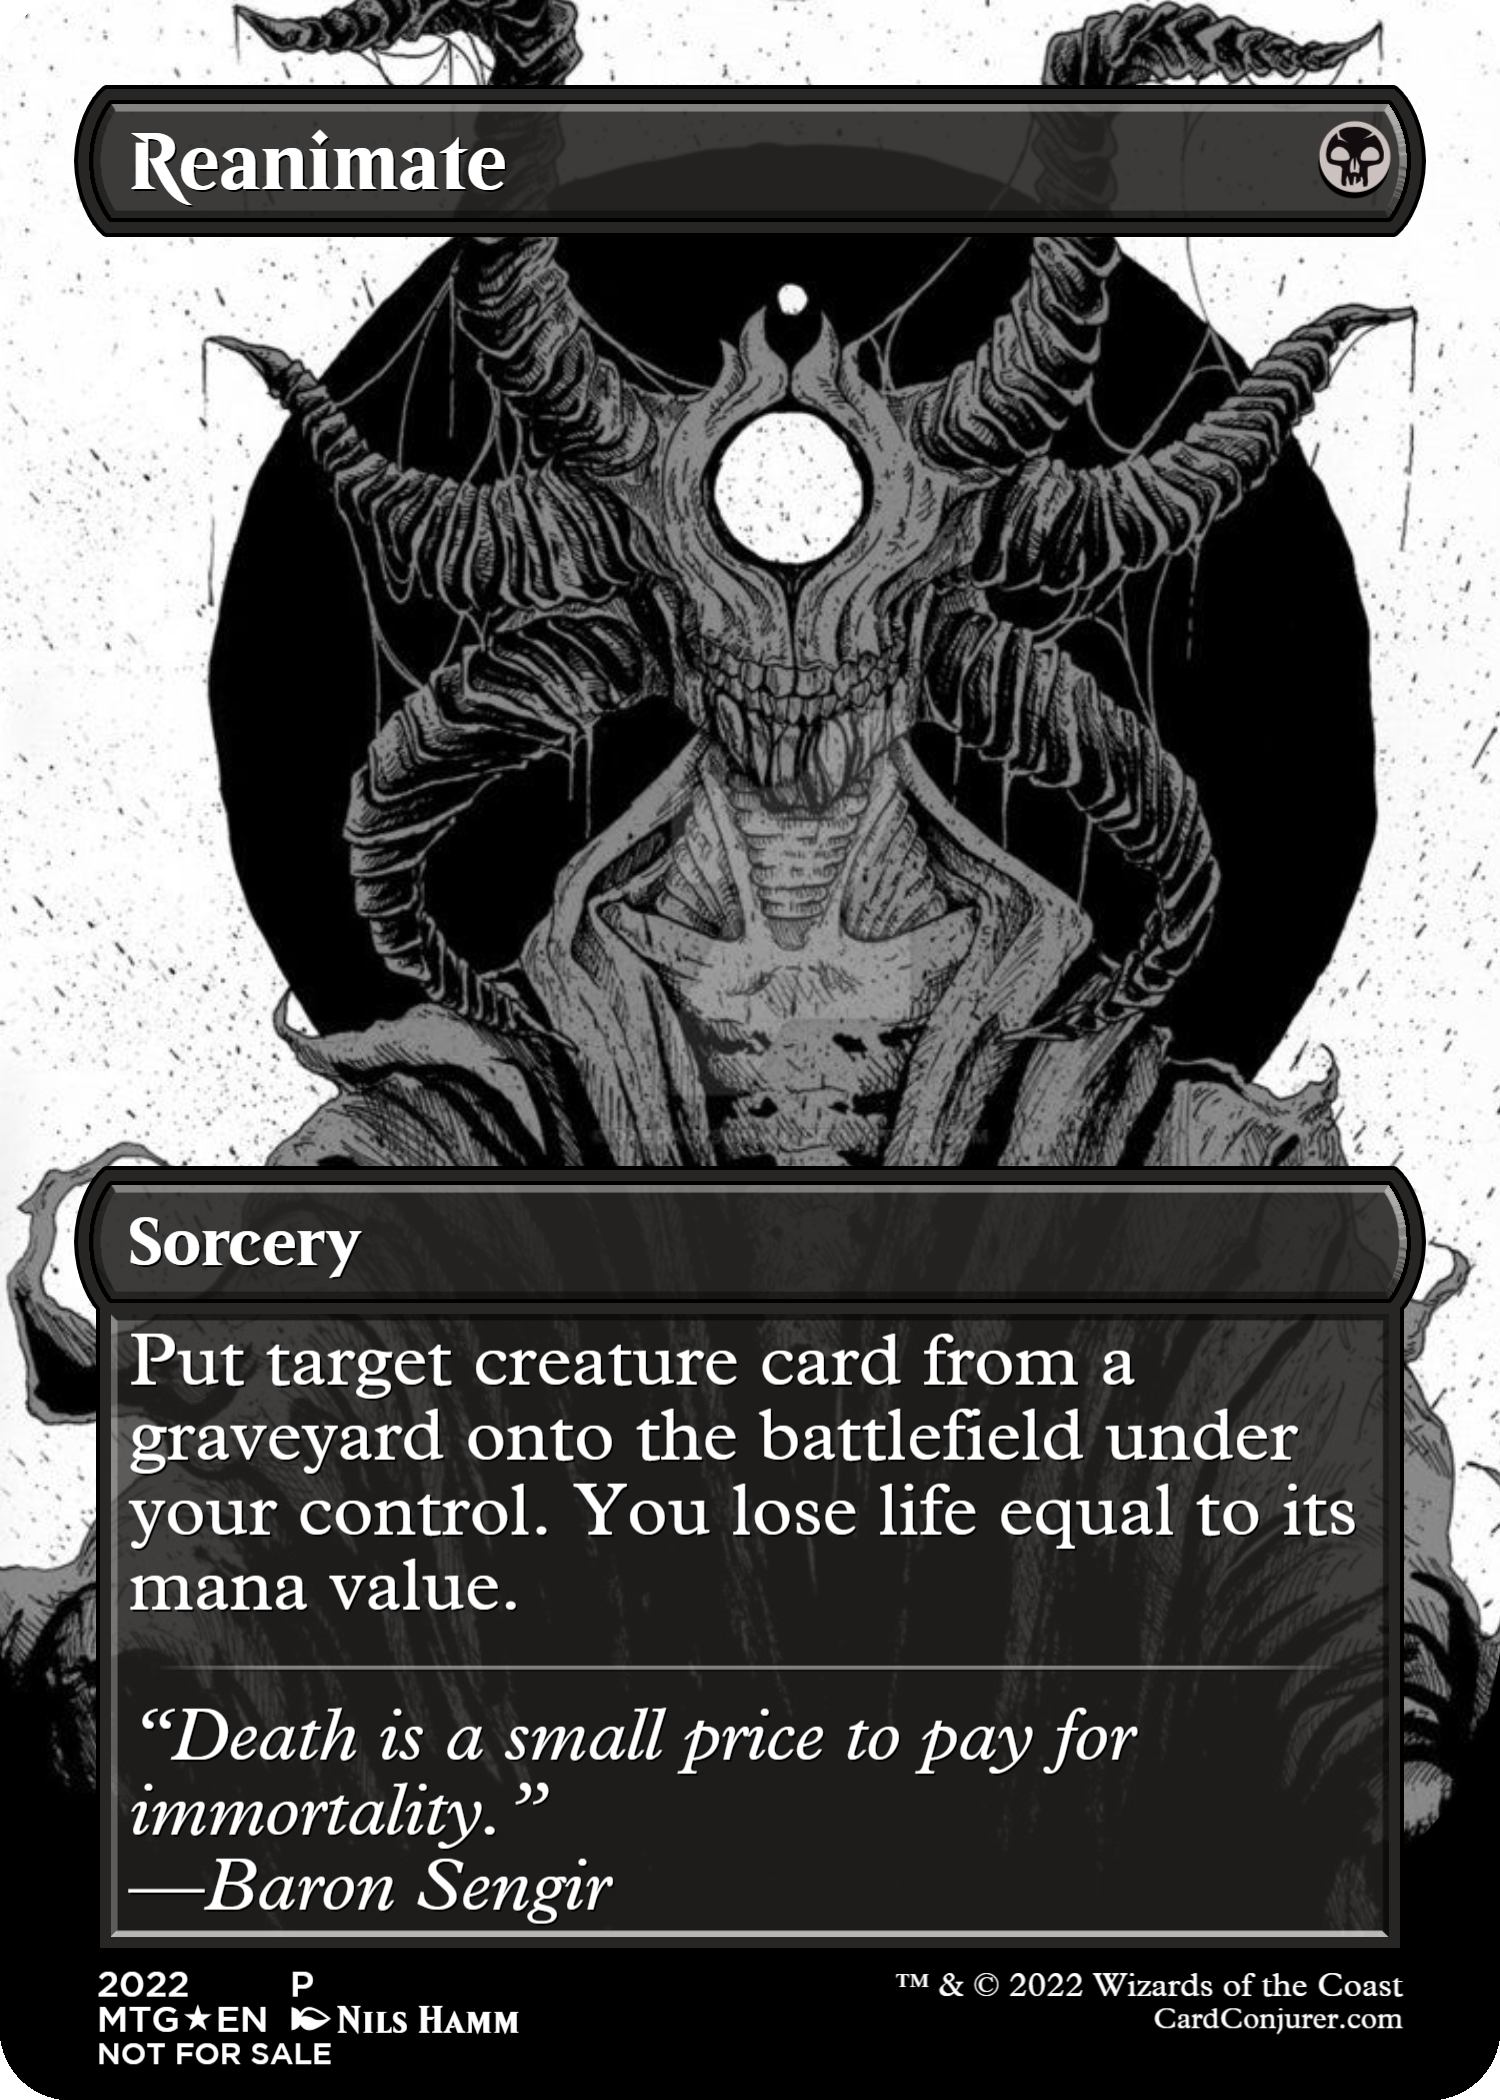 Reanimate
Sorcery
Put target creature card from a
graveyard onto the battlefield under
your control. You lose life equal to its
mana value.
“Death is a small price to pay for
immortality.”
—Baron Sengir
2022 P
MTG★EN NILS HAMM
NOT FOR SALE
™ & © 2022 Wizards of the Coast
CardConjurer.com